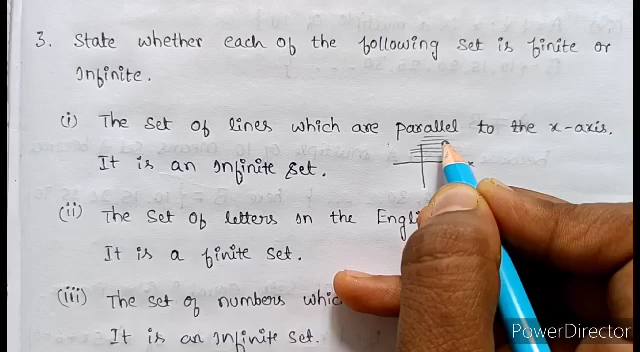 3. State whether each of the following set is finite or
Infinite.
(i) The set of lines which are parallel to the x-axis.
It is an Infinite set.
x
(ii) The set of letters in the Engl
It is a finite set.
(iii) The set of numbers whic
It is an Infinite set.
PowerDirector